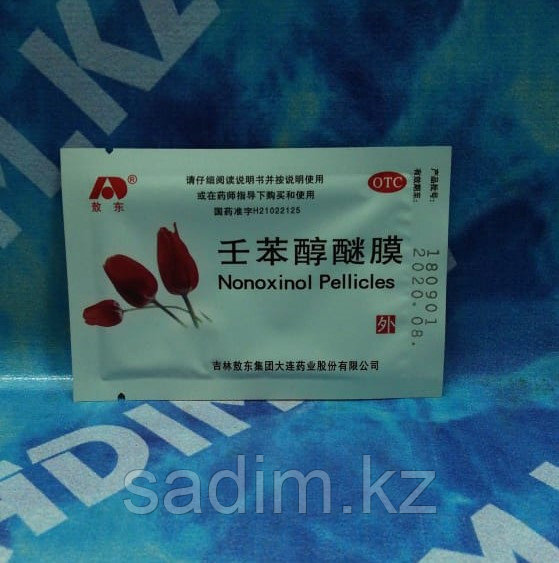 请仔细阅读说明书并按说明使用
或在药师指导下购买和使用
国药准字H21022125
敖东
®
OTC
产品批号:
有效期至:
180901
2020.08.
壬苯醇醚膜
Nonoxinol Pellicles
外
吉林敖东集团大连药业股份有限公司
sadim.kz